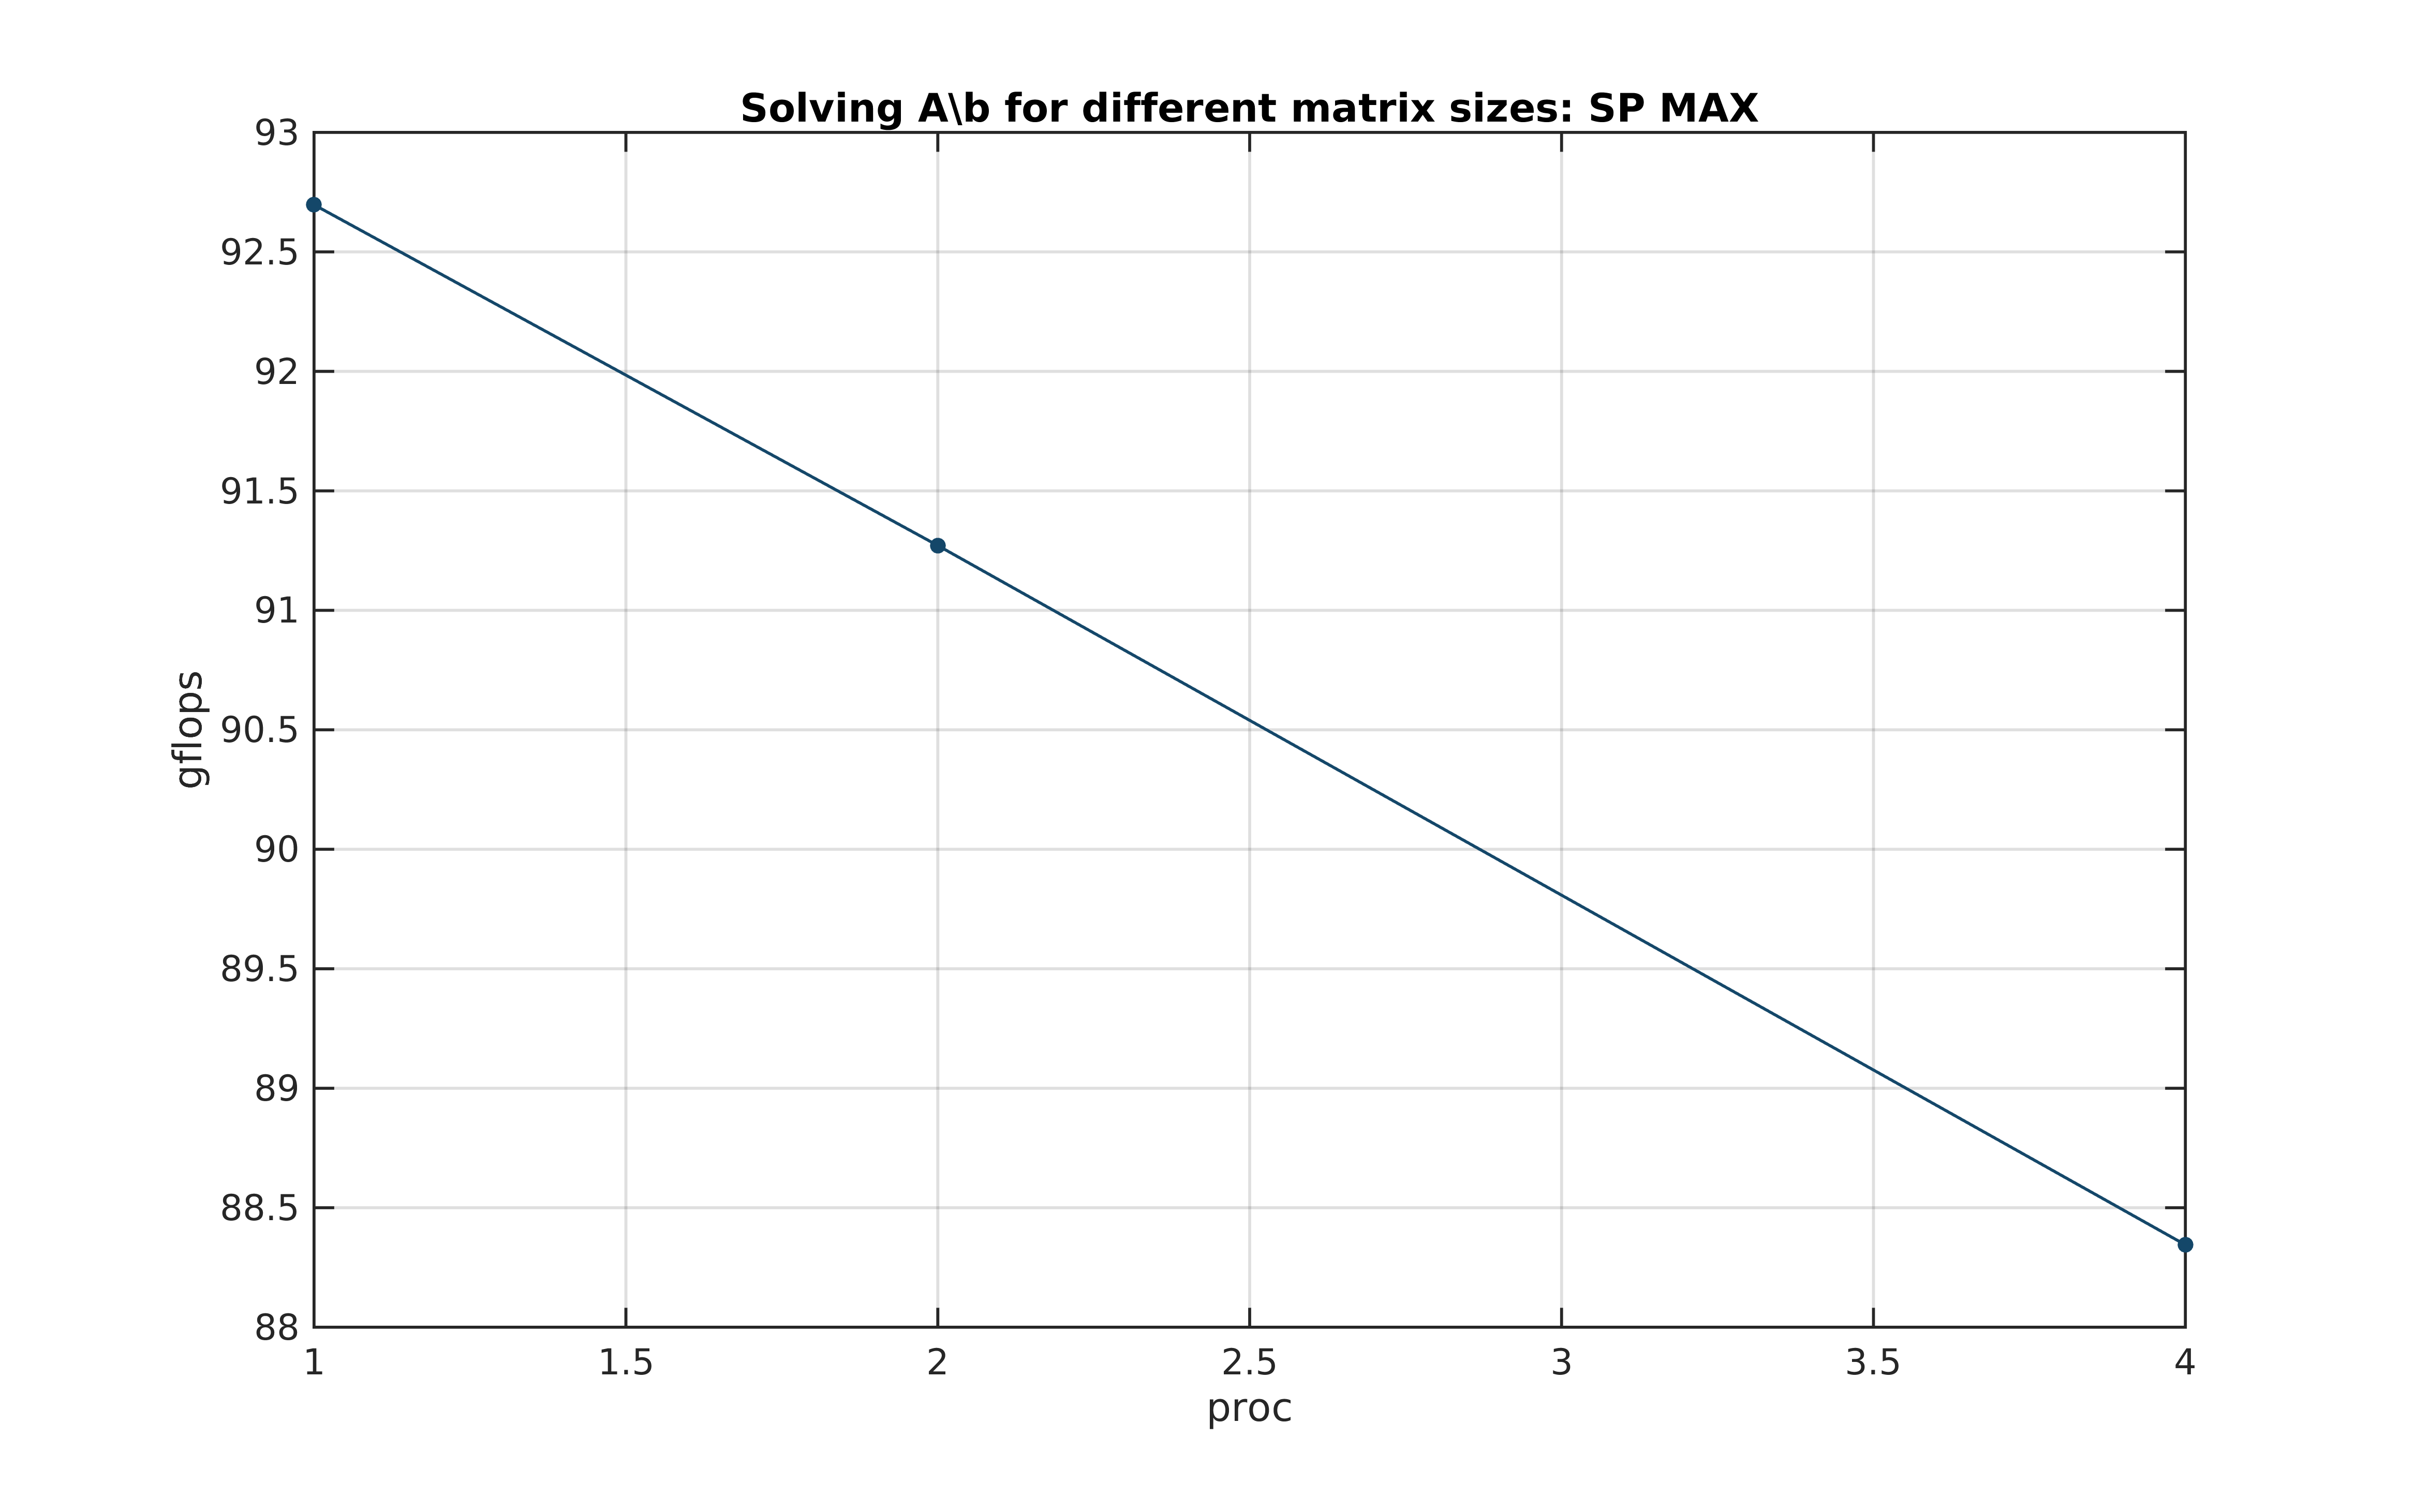 Solving A\b for different matrix sizes: SP MAX
93
92.5
92
91.5
91
90.5
90
89.5
89
88.5
88
gflops
1 1.5 2 2.5 3 3.5 4
proc